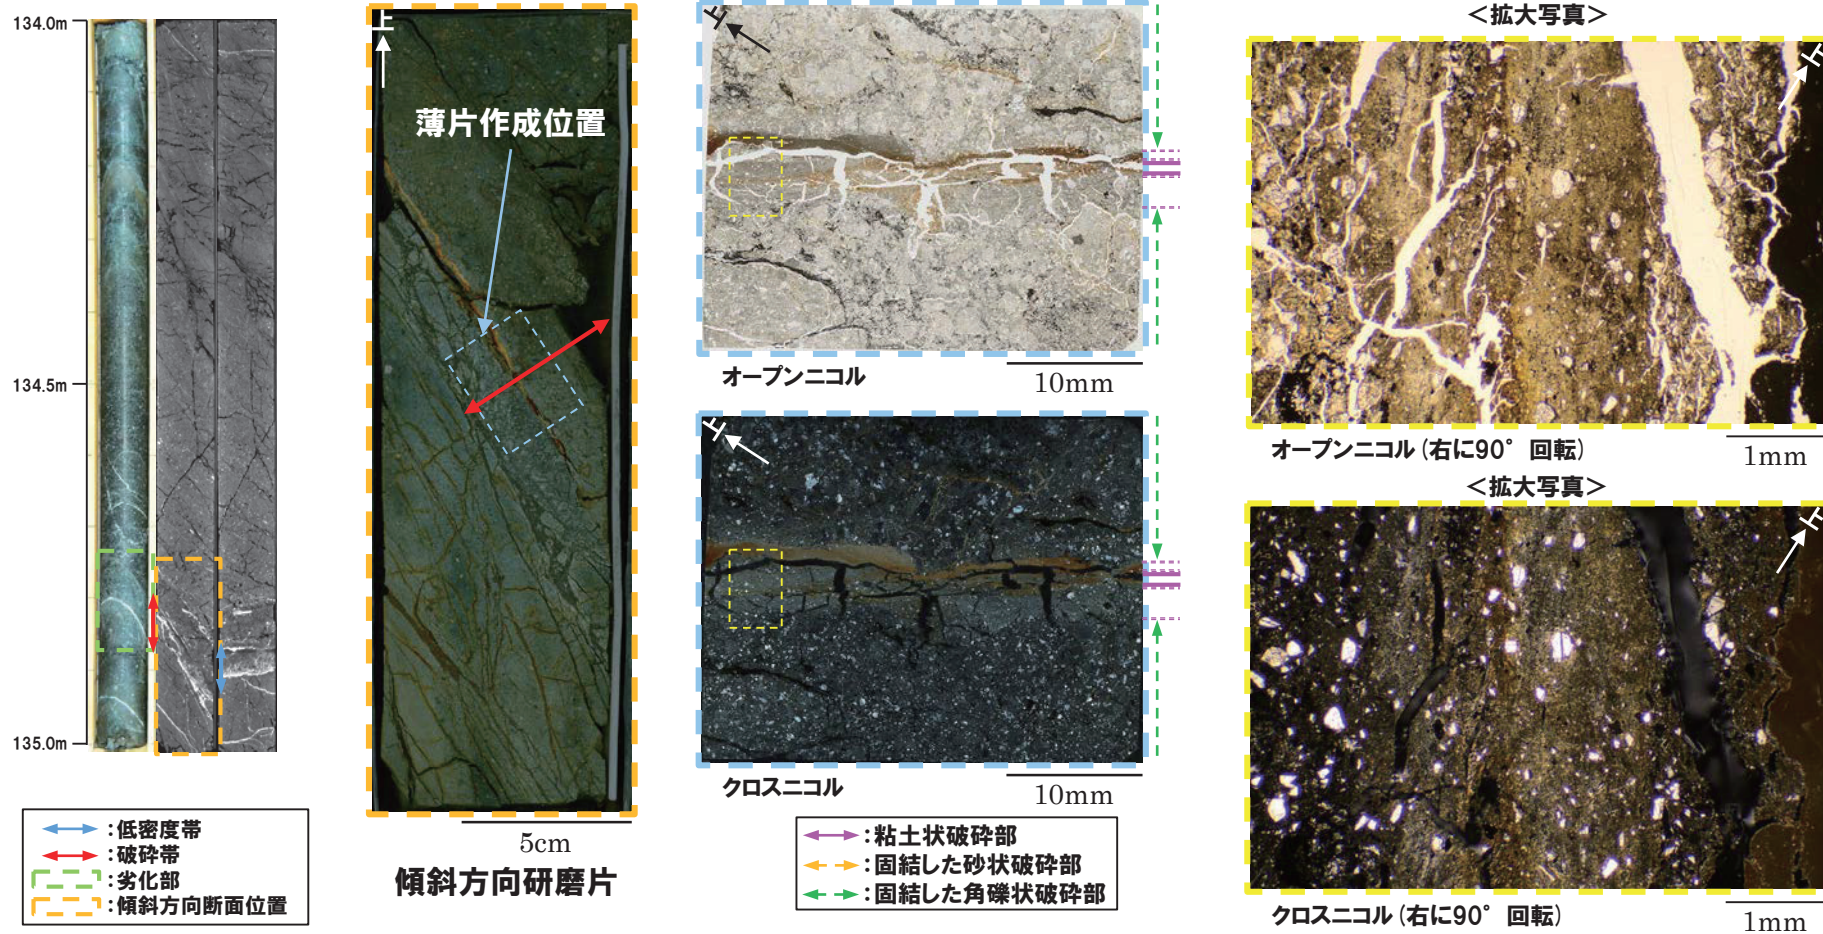 134.0m
134.5m
135.0m
:低密度帯
:破砕帯
:劣化部
:傾斜方向断面位置
上
薄片作成位置
5cm
傾斜方向研磨片
上
オープンニコル
10mm
上
クロスニコル
10mm
:粘土状破砕部
:固結した砂状破砕部
:固結した角礫状破砕部
<拡大写真>
上
オープンニコル (右に90° 回転)
1mm
<拡大写真>
上
クロスニコル (右に90° 回転)
1mm